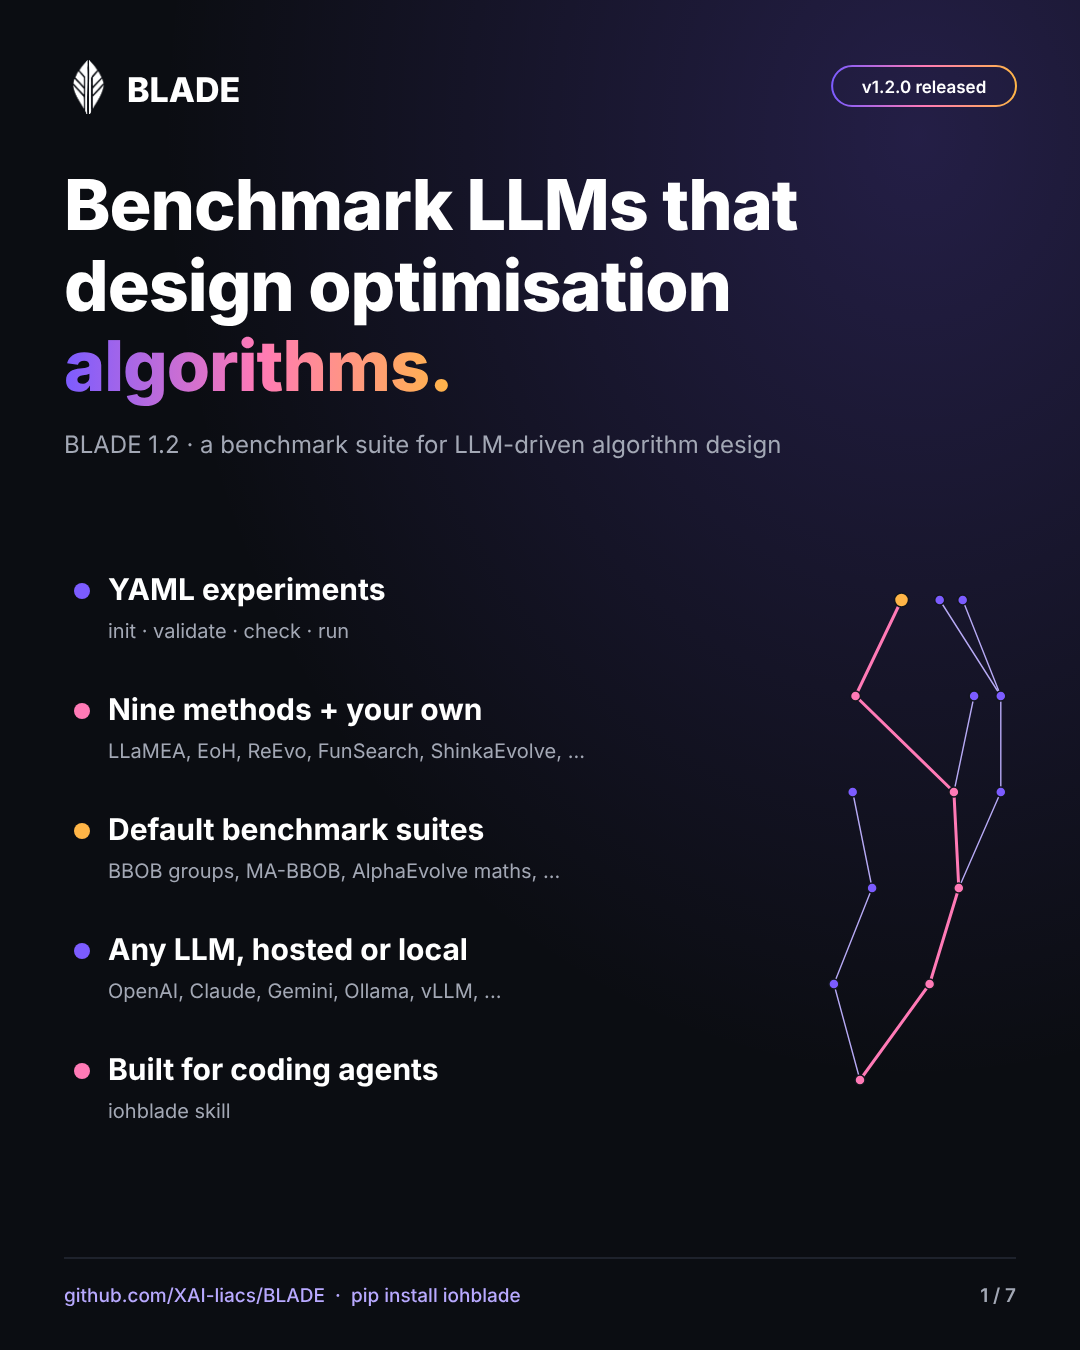 BLADE
v1.2.0 released
Benchmark LLMs that
design optimisation
algorithms.
BLADE 1.2 · a benchmark suite for LLM-driven algorithm design
YAML experiments
init · validate · check · run
Nine methods + your own
LLaMEA, EoH, ReEvo, FunSearch, ShinkaEvolve, ...
Default benchmark suites
BBOB groups, MA-BBOB, AlphaEvolve maths, ...
Any LLM, hosted or local
OpenAI, Claude, Gemini, Ollama, vLLM, ...
Built for coding agents
iohblade skill
github.com/XAI-liacs/BLADE · pip install iohblade
1 / 7